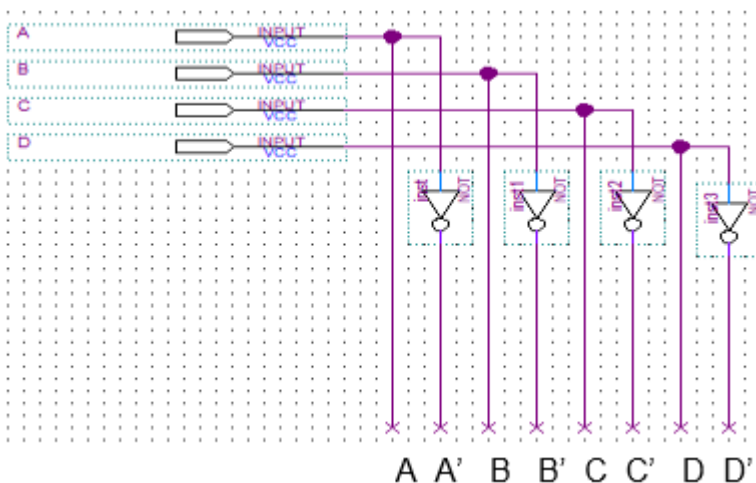 A INPUT VCC
B INPUT VCC
C INPUT VCC
D INPUT VCC
inst NOT
inst1 NOT
inst2 NOT
inst3 NOT
A A' B B' C C' D D'